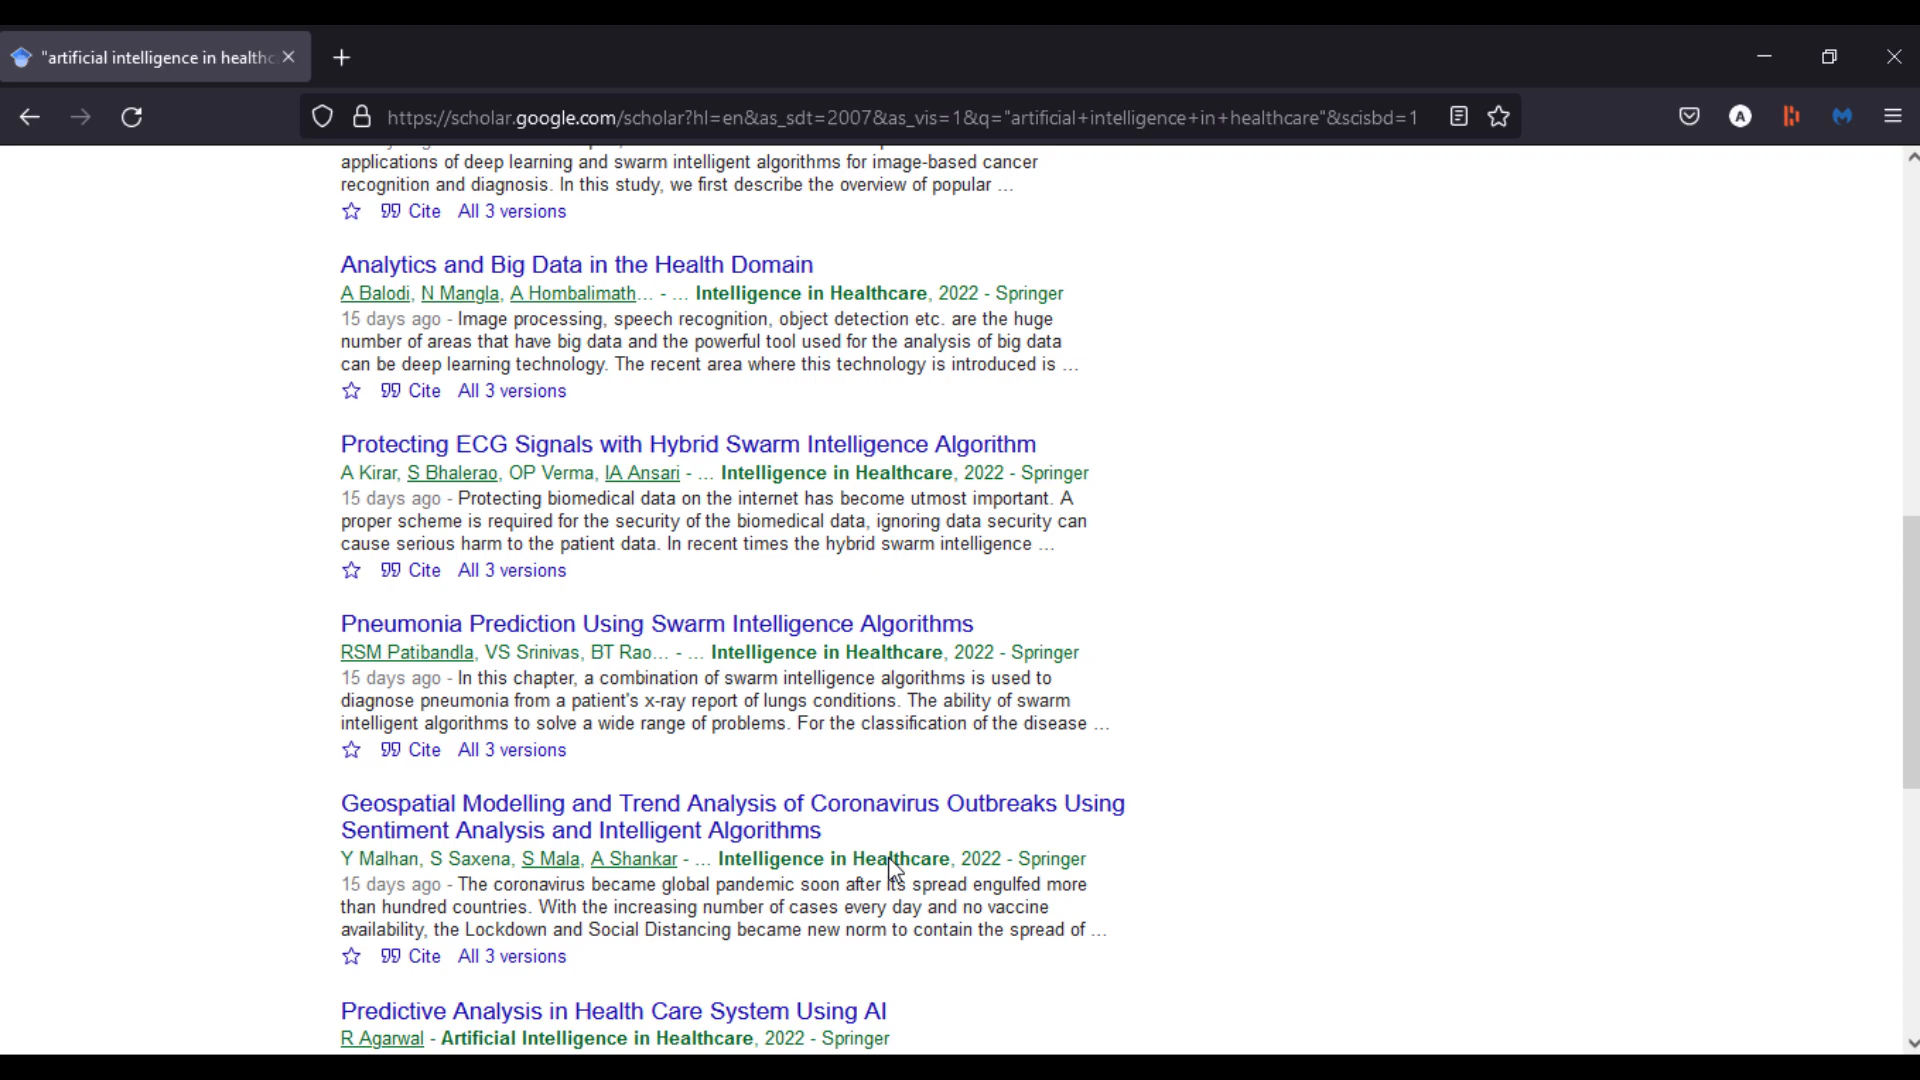 "artificial intelligence in healthc
https://scholar.google.com/scholar?hl=en&as_sdt=2007&as_vis=1&q="artificial+intelligence+in+healthcare"&scisbd=1
A
applications of deep learning and swarm intelligent algorithms for image-based cancer
recognition and diagnosis. In this study, we first describe the overview of popular ...
Cite All 3 versions
Analytics and Big Data in the Health Domain
A Balodi, N Mangla, A Hombalimath... - ... Intelligence in Healthcare, 2022 - Springer
15 days ago - Image processing, speech recognition, object detection etc. are the huge
number of areas that have big data and the powerful tool used for the analysis of big data
can be deep learning technology. The recent area where this technology is introduced is ...
Cite All 3 versions
Protecting ECG Signals with Hybrid Swarm Intelligence Algorithm
A Kirar, S Bhalerao, OP Verma, IA Ansari - ... Intelligence in Healthcare, 2022 - Springer
15 days ago - Protecting biomedical data on the internet has become utmost important. A
proper scheme is required for the security of the biomedical data, ignoring data security can
cause serious harm to the patient data. In recent times the hybrid swarm intelligence ...
Cite All 3 versions
Pneumonia Prediction Using Swarm Intelligence Algorithms
RSM Patibandla, VS Srinivas, BT Rao... - ... Intelligence in Healthcare, 2022 - Springer
15 days ago - In this chapter, a combination of swarm intelligence algorithms is used to
diagnose pneumonia from a patient's x-ray report of lungs conditions. The ability of swarm
intelligent algorithms to solve a wide range of problems. For the classification of the disease ...
Cite All 3 versions
Geospatial Modelling and Trend Analysis of Coronavirus Outbreaks Using
Sentiment Analysis and Intelligent Algorithms
Y Malhan, S Saxena, S Mala, A Shankar - ... Intelligence in Healthcare, 2022 - Springer
15 days ago - The coronavirus became global pandemic soon after its spread engulfed more
than hundred countries. With the increasing number of cases every day and no vaccine
availability, the Lockdown and Social Distancing became new norm to contain the spread of ...
Cite All 3 versions
Predictive Analysis in Health Care System Using AI
R Agarwal - Artificial Intelligence in Healthcare, 2022 - Springer